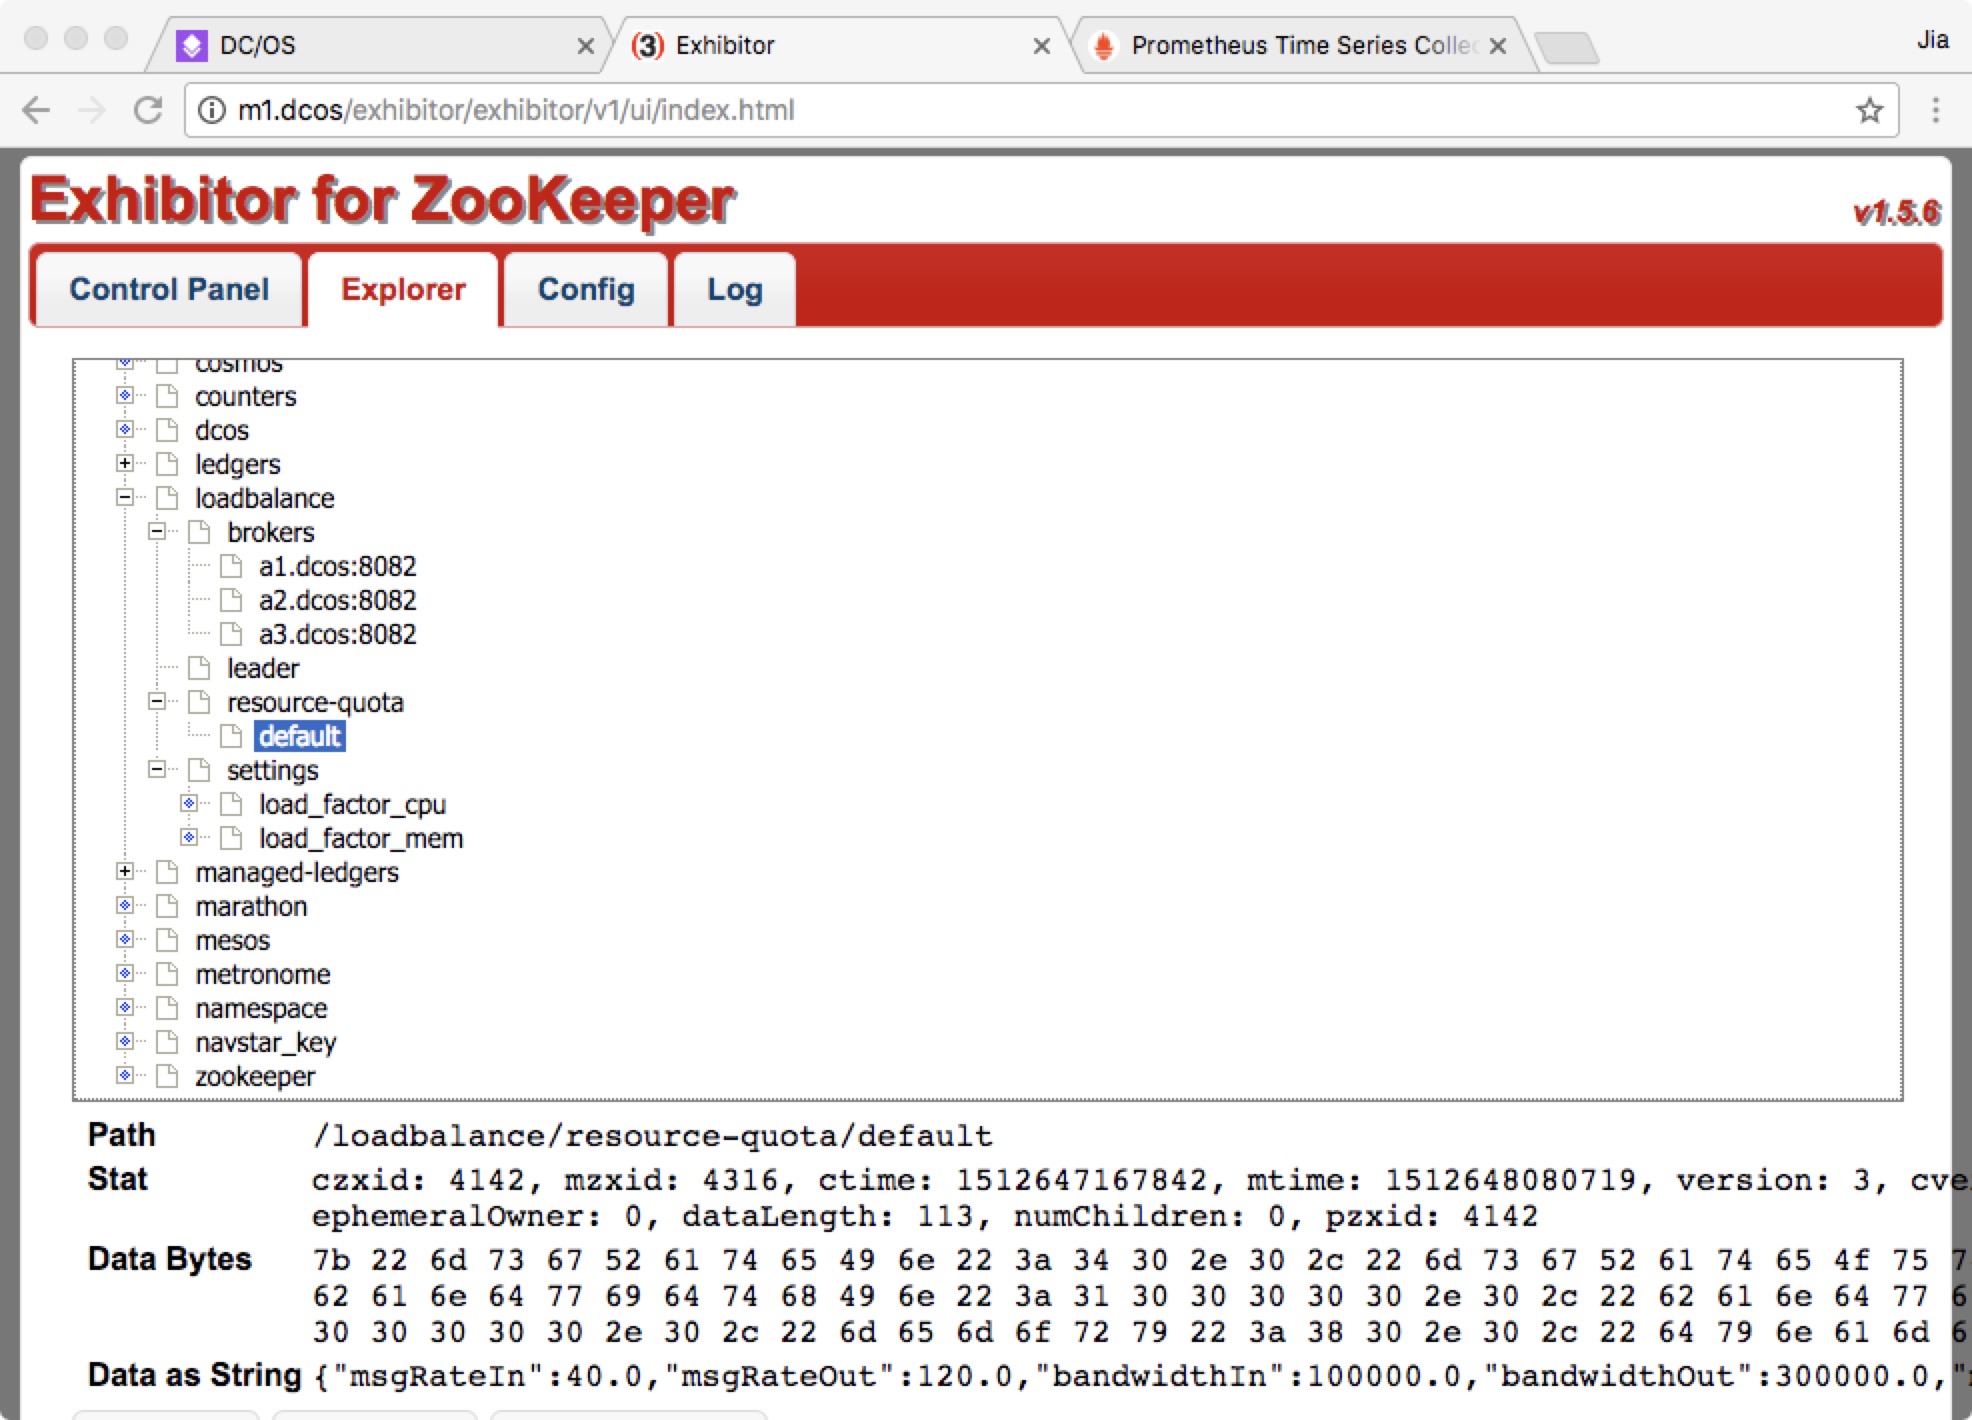 DC/OS
(3) Exhibitor
Prometheus Time Series Collec
Jia
m1.dcos/exhibitor/exhibitor/v1/ui/index.html
Exhibitor for ZooKeeper
v1.5.6
Control Panel
Explorer
Config
Log
cosmos
counters
dcos
ledgers
loadbalance
brokers
a1.dcos:8082
a2.dcos:8082
a3.dcos:8082
leader
resource-quota
default
settings
load_factor_cpu
load_factor_mem
managed-ledgers
marathon
mesos
metronome
namespace
navstar_key
zookeeper
Path /loadbalance/resource-quota/default
Stat czxid: 4142, mzxid: 4316, ctime: 1512647167842, mtime: 1512648080719, version: 3, cve
ephemeralOwner: 0, dataLength: 113, numChildren: 0, pzxid: 4142
Data Bytes 7b 22 6d 73 67 52 61 74 65 49 6e 22 3a 34 30 2e 30 2c 22 6d 73 67 52 61 74 65 4f 75 7
62 61 6e 64 77 69 64 74 68 49 6e 22 3a 31 30 30 30 30 30 2e 30 2c 22 62 61 6e 64 77 6
30 30 30 30 30 2e 30 2c 22 6d 65 6d 6f 72 79 22 3a 38 30 2e 30 2c 22 64 79 6e 61 6d 6
Data as String {"msgRateIn":40.0,"msgRateOut":120.0,"bandwidthIn":100000.0,"bandwidthOut":300000.0,"